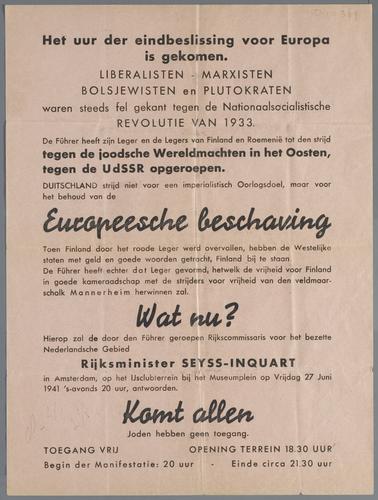 Het uur der eindbeslissing voor Europa
is gekomen.
LIBERALISTEN - MARXISTEN
BOLSJEWISTEN en PLUTOKRATEN
waren steeds fel gekant tegen de Nationaalsocialistische
REVOLUTIE VAN 1933.
De Führer heeft zijn Leger en de Legers van Finland en Roemenië tot den strijd
tegen de joodsche Wereldmachten in het Oosten,
tegen de UdSSR opgeroepen.
DUITSCHLAND strijd niet voor een imperialistisch Oorlogsdoel, maar voor
het behoud van de
Europeesche beschaving
Toen Finland door het roode Leger werd overvallen, hebben de Westelijke
staten met geld en goede woorden getracht, Finland bij te staan.
De Führer heeft echter dat Leger gevormd, hetwelk de vrijheid voor Finland
in goede kameraadschap met de strijders voor vrijheid van den veldmaar-
schalk Mannerheim herwinnen zal.
Wat nu?
Hierop zal de door den Führer geroepen Rijkscommissaris voor het bezette
Nederlandsche Gebied
Rijksminister SEYSS-INQUART
in Amsterdam, op het IJsclubterrein bij het Museumplein op Vrijdag 27 Juni
1941 's-avonds 20 uur, antwoorden.
Komt allen
Joden hebben geen toegang.
TOEGANG VRIJ OPENING TERREIN 18.30 UUR
Begin der Manifestatie: 20 uur - Einde circa 21.30 uur